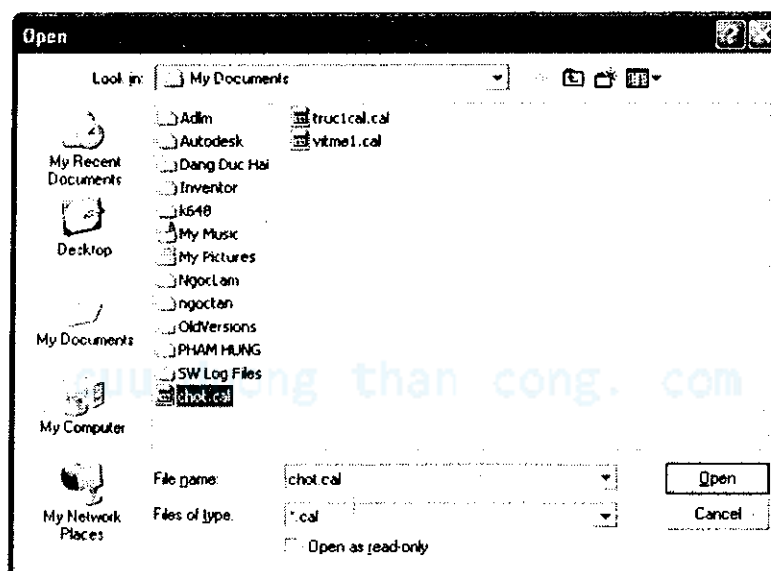 Open
Look in: My Documents
My Recent Documents
Desktop
My Documents
My Computer
My Network Places
Adlm
Autodesk
Dang Duc Hai
Inventor
k648
My Music
My Pictures
NgocLam
ngoctan
OldVersions
PHAM HUNG
SW Log Files
chot.cal
truc1cal.cal
vitme1.cal
File name: chot.cal
Open
Files of type: *.cal
Cancel
Open as read-only
than cong. com